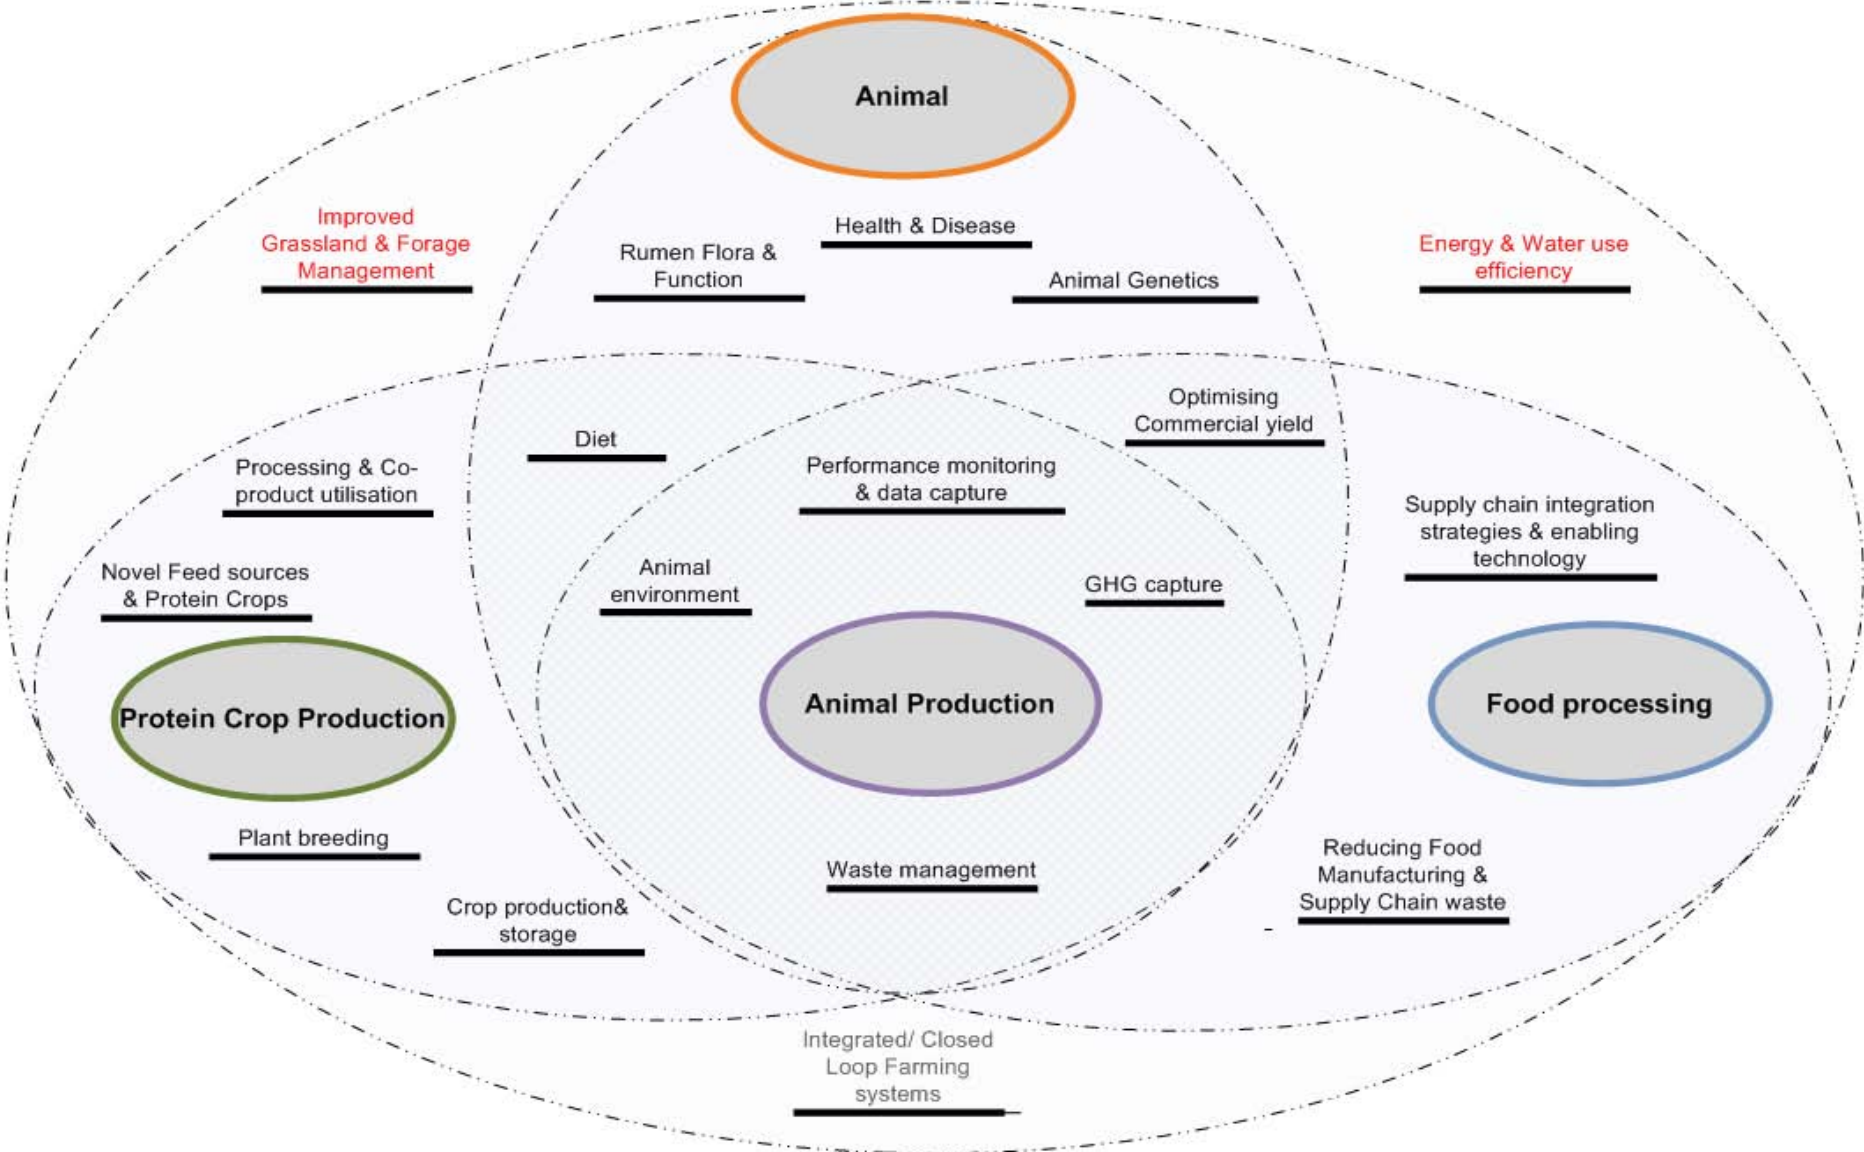 Animal
Improved
Grassland & Forage
Management
Health & Disease
Rumen Flora &
Function
Animal Genetics
Energy & Water use
efficiency
Optimising
Commercial yield
Diet
Processing & Co-
product utilisation
Performance monitoring
& data capture
Supply chain integration
strategies & enabling
technology
Novel Feed sources
& Protein Crops
Animal
environment
GHG capture
Protein Crop Production
Animal Production
Food processing
Plant breeding
Waste management
Reducing Food
Manufacturing &
Supply Chain waste
Crop production&
storage
Integrated/ Closed
Loop Farming
systems